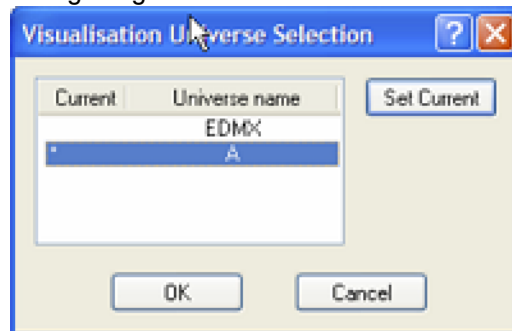 Visualisation Universe Selection
Current Universe name
Set Current
EDMX
* A
OK Cancel